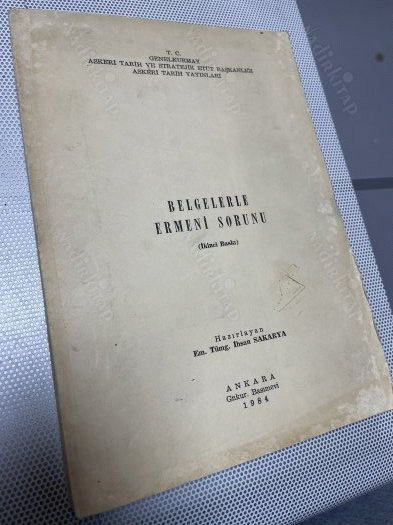 T. C.
GENELKURMAY
ASKERİ TARİH VE STRATEJİK ETÜT BAŞKANLIĞI
ASKERİ TARİH YAYINLARI
BELGELERLE
ERMENİ SORUNU
(İkinci Baskı)
Hazırlayan
Em. Tümg. İhsan SAKARYA
ANKARA
Gnkur. Basımevi
1984